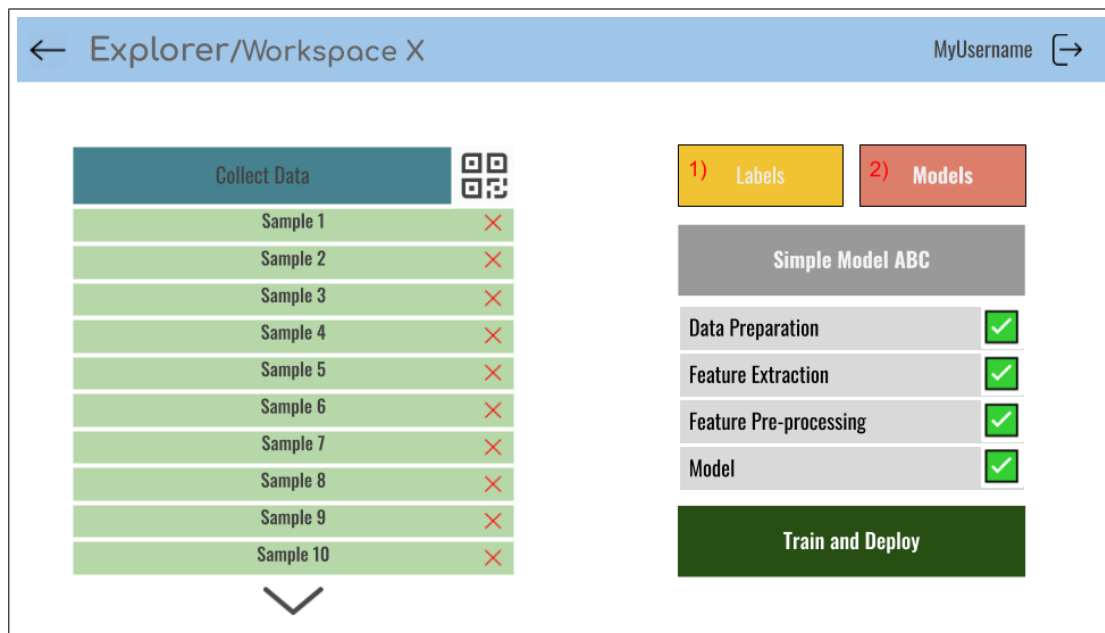 Explorer/Workspace X
MyUsername
Collect Data
Sample 1
Sample 2
Sample 3
Sample 4
Sample 5
Sample 6
Sample 7
Sample 8
Sample 9
Sample 10
1) Labels
2) Models
Simple Model ABC
Data Preparation
Feature Extraction
Feature Pre-processing
Model
Train and Deploy